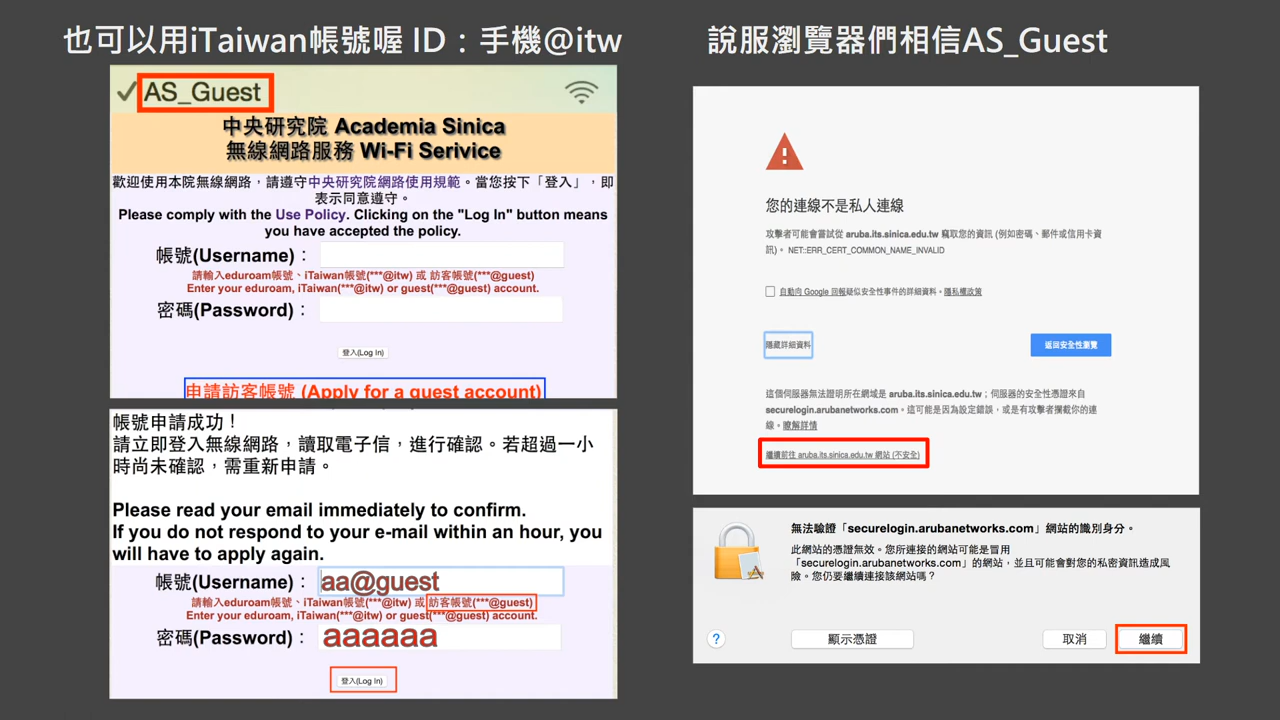 也可以用iTaiwan帳號喔 ID：手機@itw
AS_Guest
中央研究院 Academia Sinica
無線網路服務 Wi-Fi Serivice
歡迎使用本院無線網路，請遵守中央研究院網路使用規範。當您按下「登入」，即
表示同意遵守。
Please comply with the Use Policy. Clicking on the "Log In" button means
you have accepted the policy.
帳號(Username)：
請輸入eduroam帳號、iTaiwan帳號(***@itw) 或 訪客帳號(***@guest)
Enter your eduroam, iTaiwan(***@itw) or guest(***@guest) account.
密碼(Password)：
登入(Log In)
申請訪客帳號 (Apply for a guest account)
帳號申請成功！
請立即登入無線網路，讀取電子信，進行確認。若超過一小
時尚未確認，需重新申請。
Please read your email immediately to confirm.
If you do not respond to your e-mail within an hour, you
will have to apply again.
帳號(Username)： aa@guest
請輸入eduroam帳號、iTaiwan帳號(***@itw) 或 訪客帳號(***@guest)
Enter your eduroam, iTaiwan(***@itw) or guest(***@guest) account.
密碼(Password)： aaaaaa
登入(Log In)
說服瀏覽器們相信AS_Guest
您的連線不是私人連線
攻擊者可能會嘗試從 aruba.its.sinica.edu.tw 竊取您的資訊 (例如密碼、郵件或信用卡資
訊)。 NET::ERR_CERT_COMMON_NAME_INVALID
自動向 Google 回報疑似安全性事件的詳細資料。隱私權政策
隱藏詳細資料
返回安全性瀏覽
這個伺服器無法證明所在網域是 aruba.its.sinica.edu.tw；伺服器的安全性憑證來自
securelogin.arubanetworks.com。這可能是因為設定錯誤，或是有攻擊者攔截你的連
線。瞭解詳情
繼續前往 aruba.its.sinica.edu.tw 網站 (不安全)
無法驗證「securelogin.arubanetworks.com」網站的識別身分。
此網站的憑證無效。您所連接的網站可能是冒用
「securelogin.arubanetworks.com」的網站，並且可能會對您的私密資訊造成風
險。您仍要繼續連接該網站嗎？
?
顯示憑證
取消
繼續